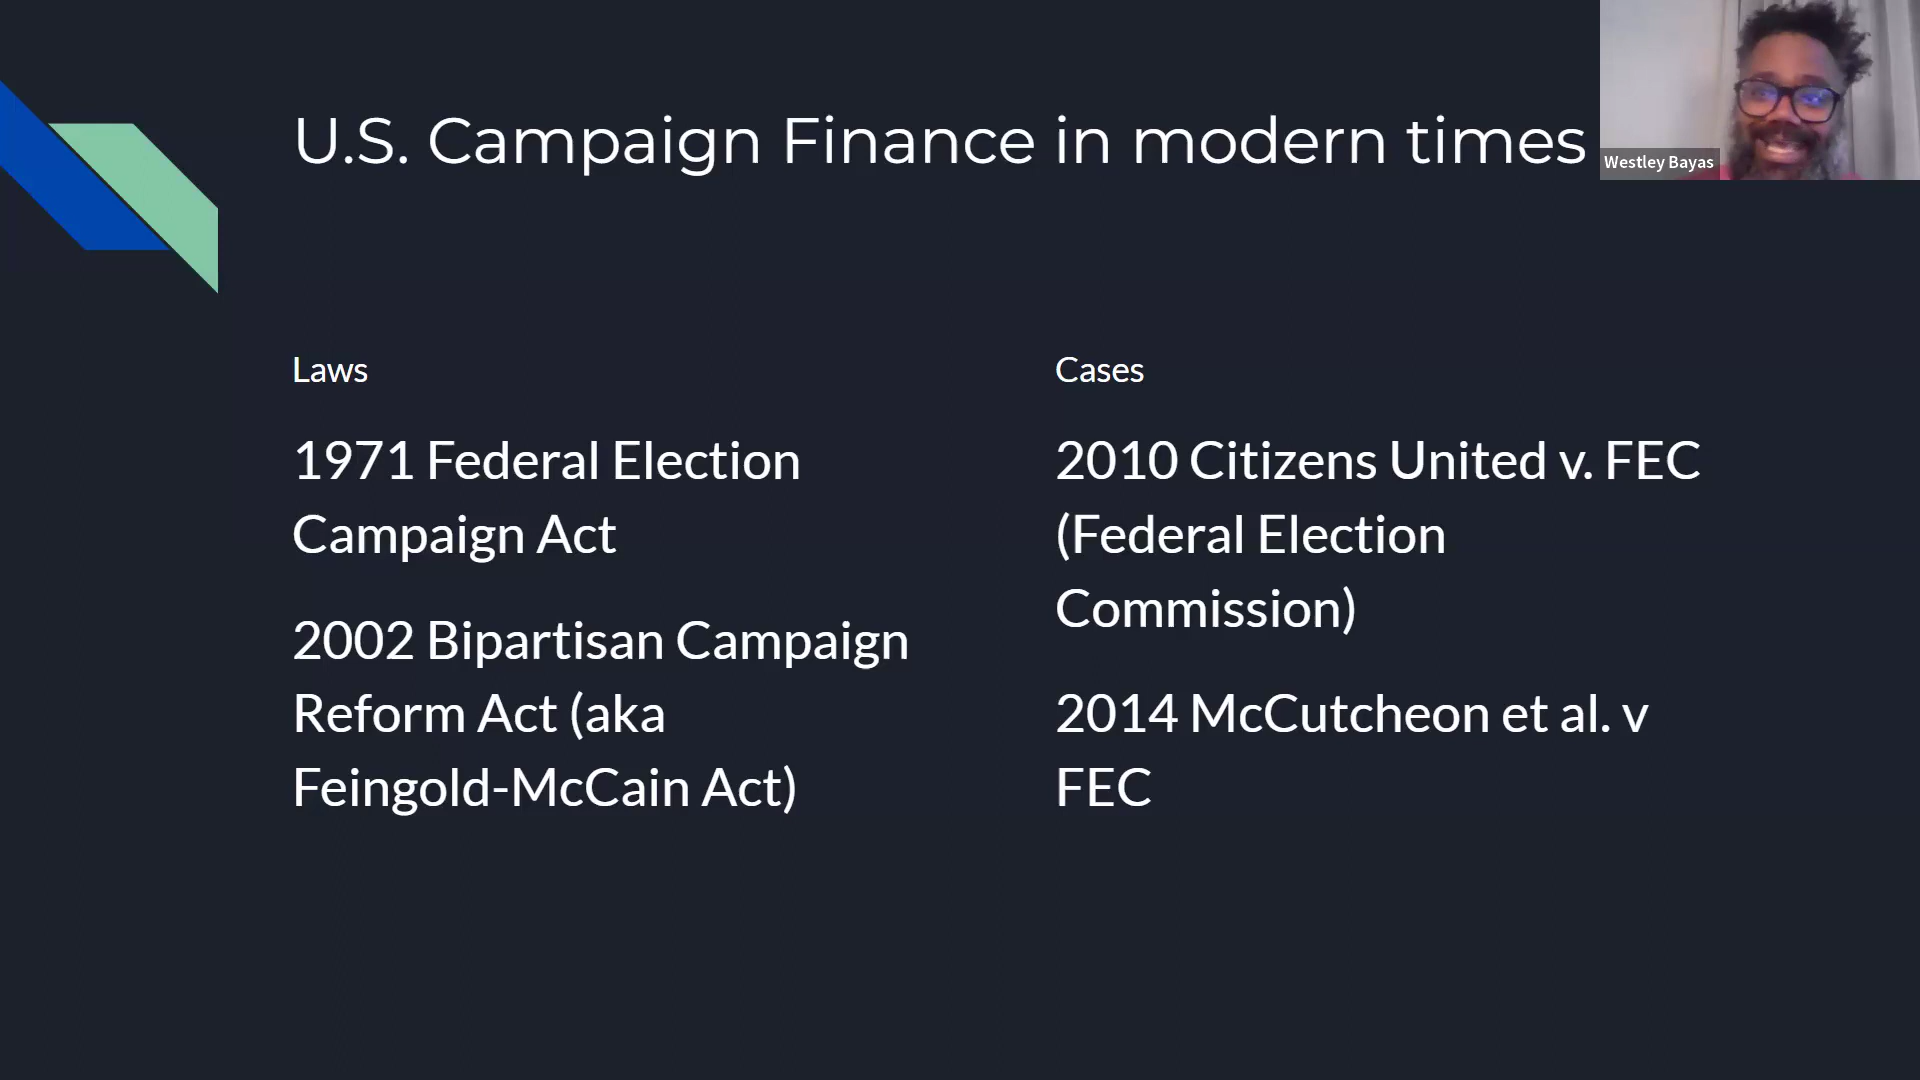 U.S. Campaign Finance in modern times
Westley Bayas
Laws
1971 Federal Election
Campaign Act
2002 Bipartisan Campaign
Reform Act (aka
Feingold-McCain Act)
Cases
2010 Citizens United v. FEC
(Federal Election
Commission)
2014 McCutcheon et al. v
FEC